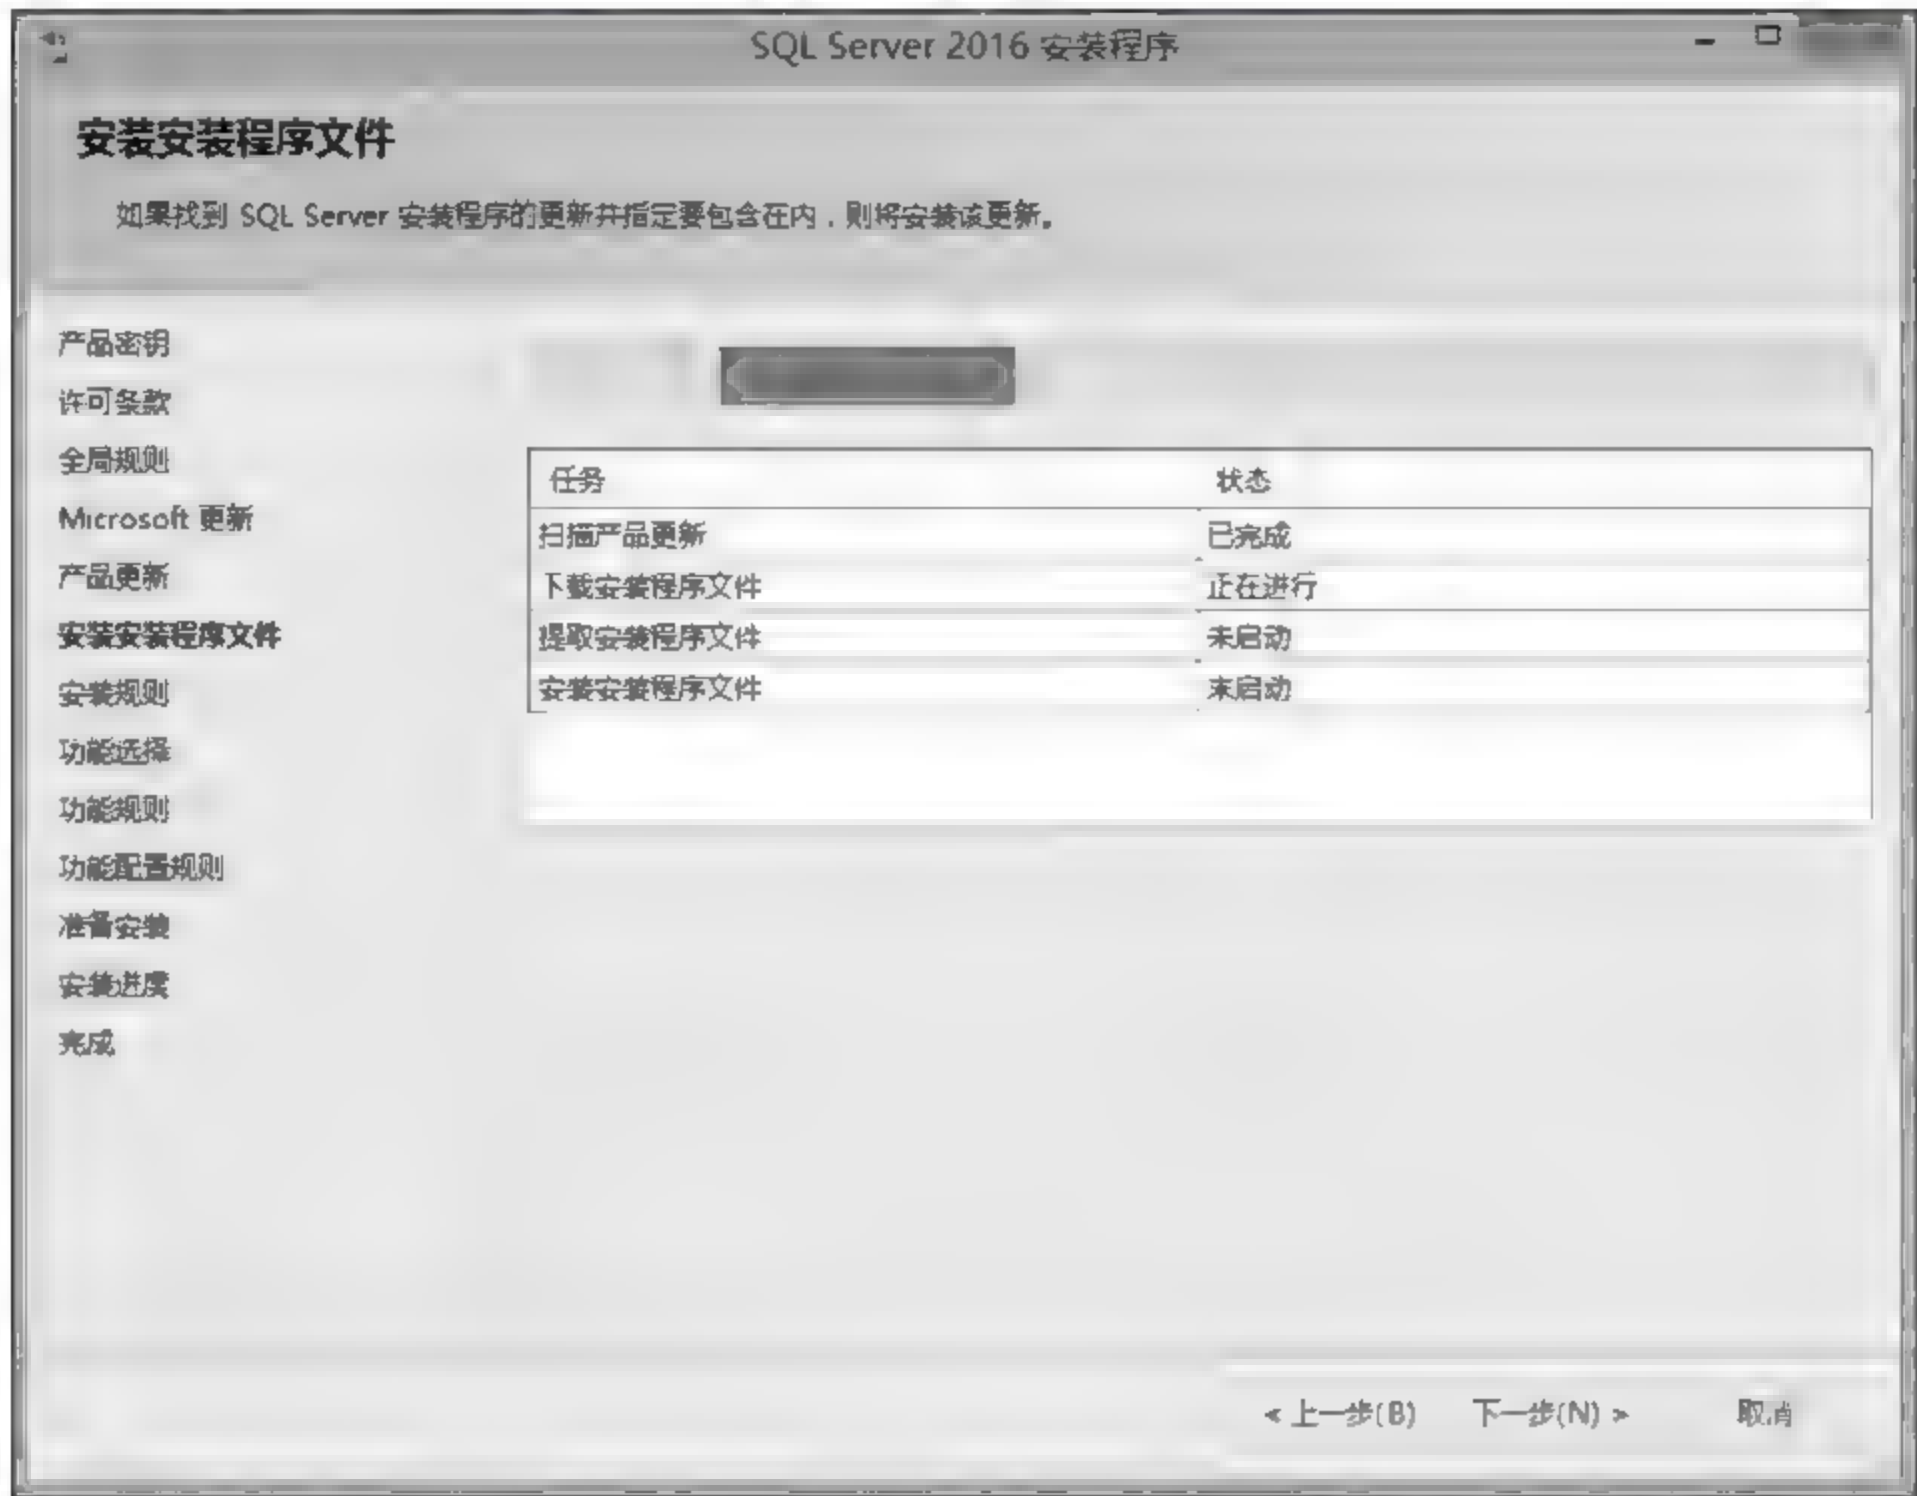 SQL Server 2016 安装程序
安装安装程序文件
如果找到 SQL Server 安装程序的更新并指定要包含在内，则将安装该更新。
产品密钥
许可条款
全局规则
Microsoft 更新
产品更新
安装安装程序文件
安装规则
功能选择
功能规则
功能配置规则
准备安装
安装进度
完成
任务 状态
扫描产品更新 已完成
下载安装程序文件 正在进行
提取安装程序文件 未启动
安装安装程序文件 未启动
< 上一步(B) 下一步(N) > 取消